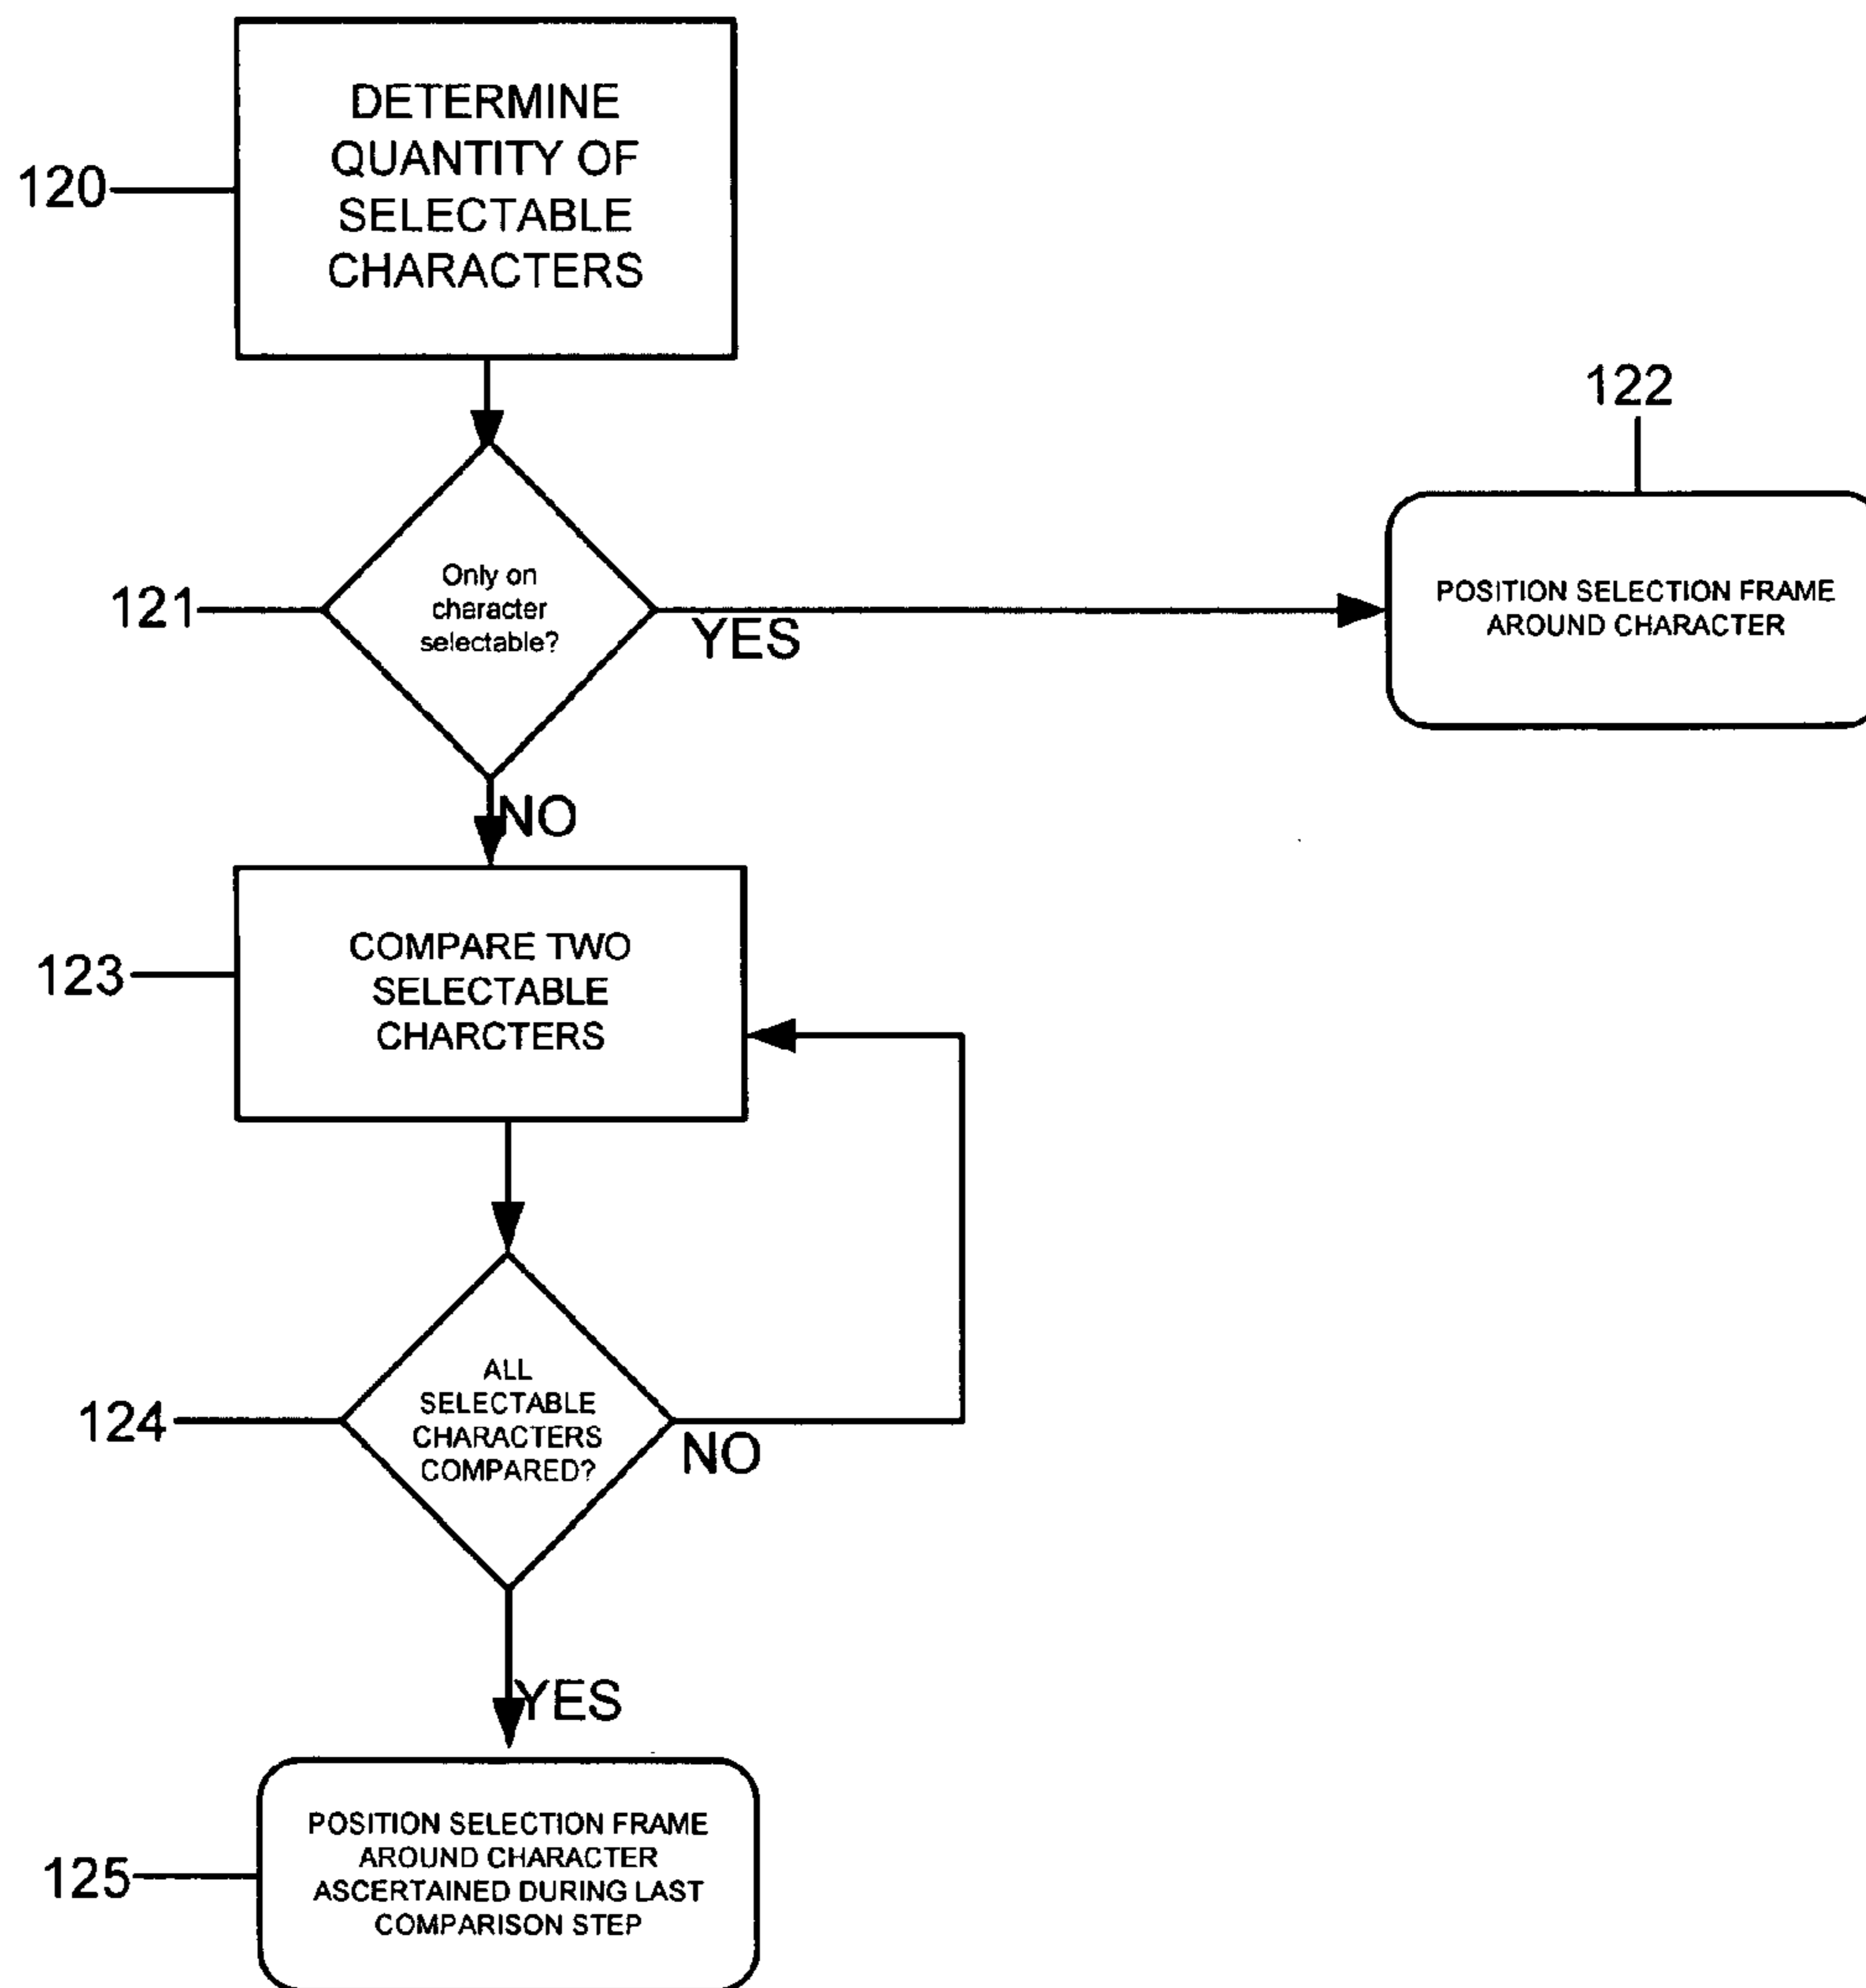 120
DETERMINE
QUANTITY OF
SELECTABLE
CHARACTERS
121
Only on
character
selectable?
YES
122
POSITION SELECTION FRAME
AROUND CHARACTER
NO
123
COMPARE TWO
SELECTABLE
CHARCTERS
124
ALL
SELECTABLE
CHARACTERS
COMPARED?
NO
YES
125
POSITION SELECTION FRAME
AROUND CHARACTER
ASCERTAINED DURING LAST
COMPARISON STEP